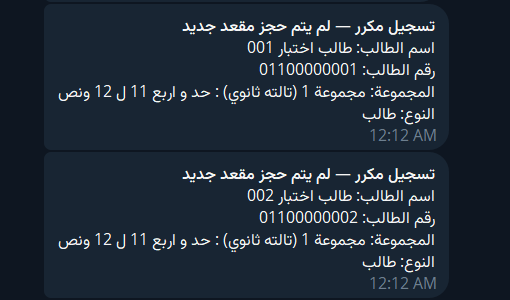 تسجيل مكرر — لم يتم حجز مقعد جديد
اسم الطالب: طالب اختبار 001
رقم الطالب: 01100000001
المجموعة: مجموعة 1 (تالته ثانوي) : حد و اربع 11 ل 12 ونص
النوع: طالب
12:12 AM
تسجيل مكرر — لم يتم حجز مقعد جديد
اسم الطالب: طالب اختبار 002
رقم الطالب: 01100000002
المجموعة: مجموعة 1 (تالته ثانوي) : حد و اربع 11 ل 12 ونص
النوع: طالب
12:12 AM